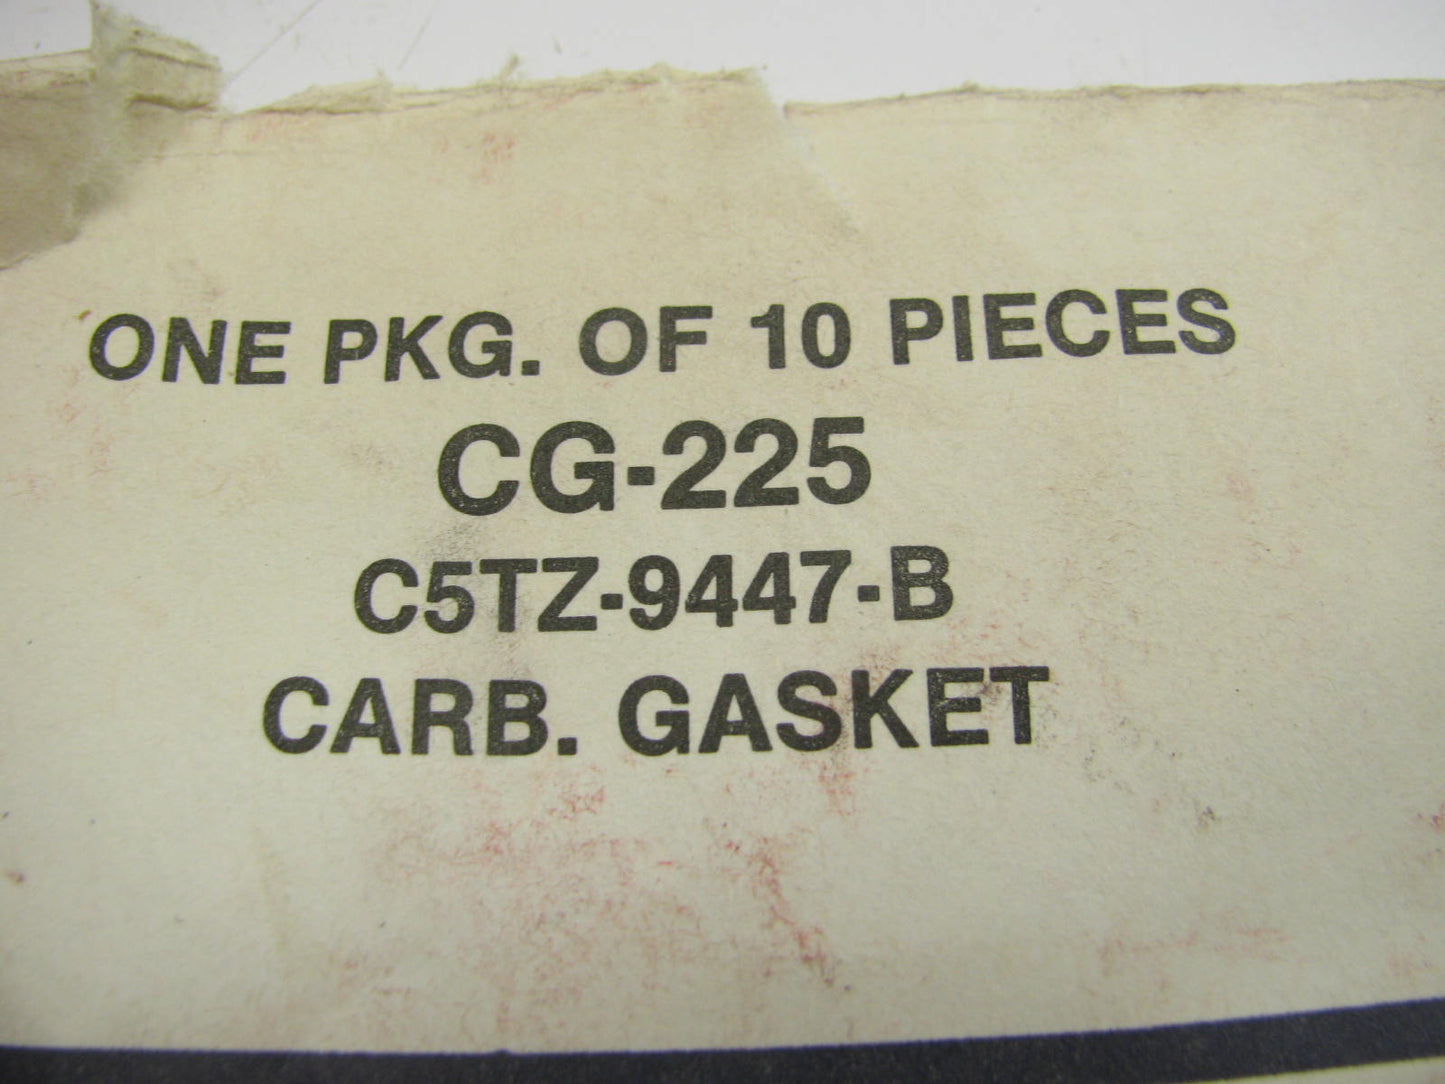 ONE PKG. OF 10 PIECES
CG-225
C5TZ-9447-B
CARB. GASKET